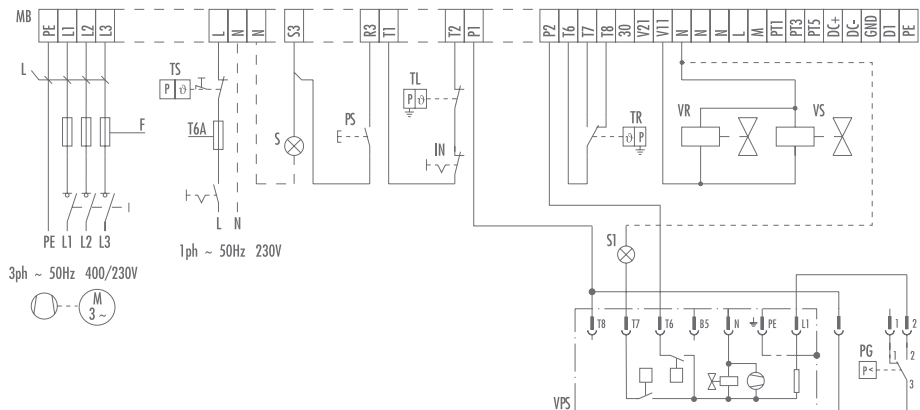 MB
PE L1 L2 L3 L N N S3 R3 T1 T2 P1 P2 T6 T7 T8 30 V21 V11 N N N L M PT1 PT3 PT5 DC+ DC- GND D1 PE
L
TS
P ϑ
TL
P ϑ
F
T6A
S
PS
E
IN
TR
ϑ P
VR
VS
PE L1 L2 L3
L N
3ph ~ 50Hz 400/230V
1ph ~ 50Hz 230V
M
3 ~
S1
T8 T7 T6 B5 N PE L1
1 2
1 2
3
PG
P<
VPS